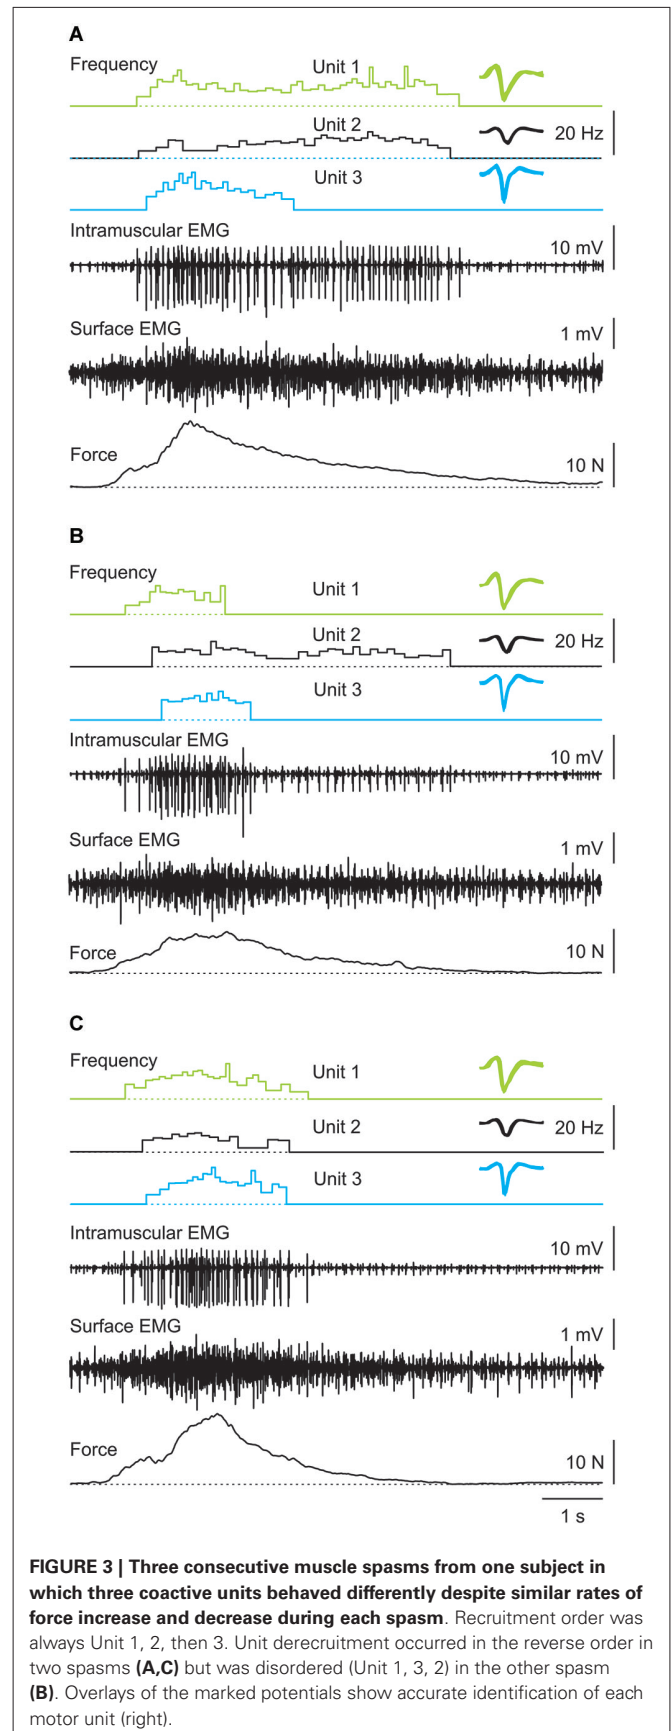 A
Frequency
Unit 1
Unit 2
20 Hz
Unit 3
Intramuscular EMG
10 mV
Surface EMG
1 mV
Force
10 N
B
Frequency
Unit 1
Unit 2
20 Hz
Unit 3
Intramuscular EMG
10 mV
Surface EMG
1 mV
Force
10 N
C
Frequency
Unit 1
Unit 2
20 Hz
Unit 3
Intramuscular EMG
10 mV
Surface EMG
1 mV
Force
10 N
1 s
FIGURE 3 | Three consecutive muscle spasms from one subject in
which three coactive units behaved differently despite similar rates of
force increase and decrease during each spasm. Recruitment order was
always Unit 1, 2, then 3. Unit derecruitment occurred in the reverse order in
two spasms (A,C) but was disordered (Unit 1, 3, 2) in the other spasm
(B). Overlays of the marked potentials show accurate identification of each
motor unit (right).